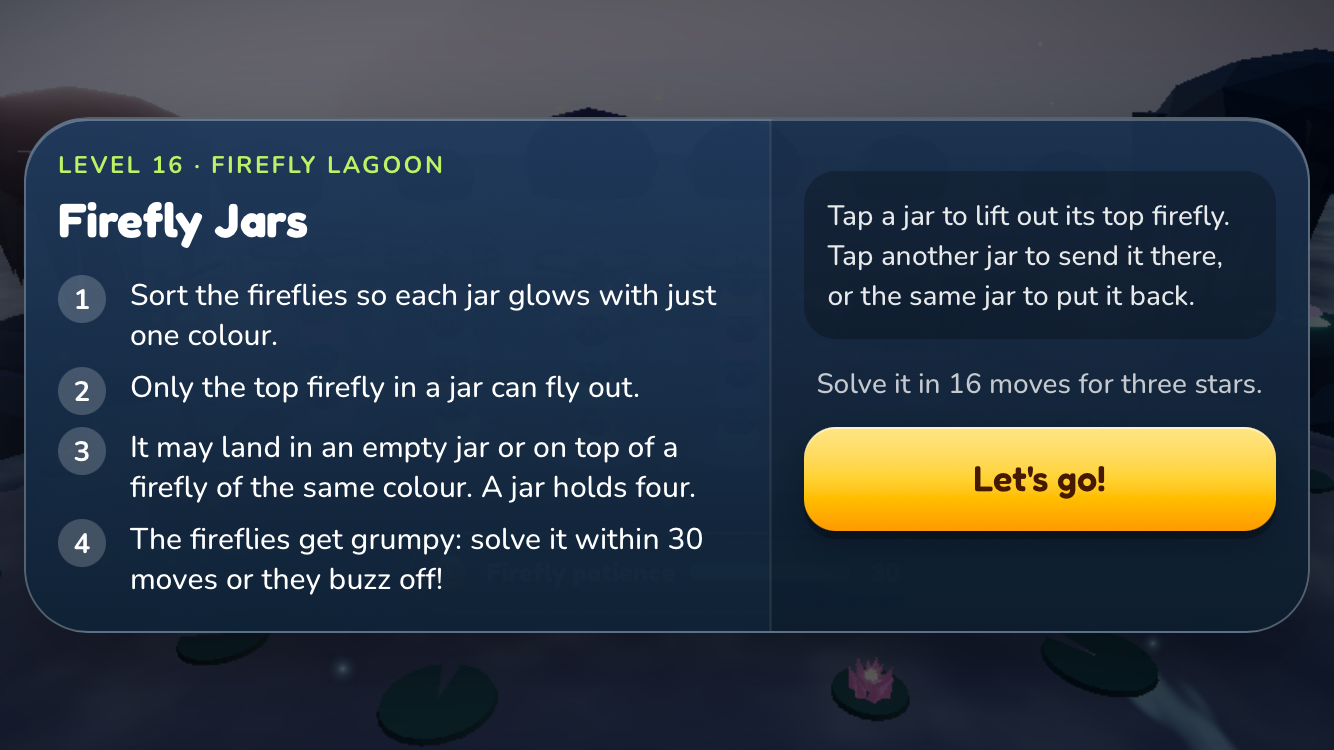 LEVEL 16 · FIREFLY LAGOON
Firefly Jars
1 Sort the fireflies so each jar glows with just
one colour.
2 Only the top firefly in a jar can fly out.
3 It may land in an empty jar or on top of a
firefly of the same colour. A jar holds four.
4 The fireflies get grumpy: solve it within 30
moves or they buzz off!
Firefly patience 30
Tap a jar to lift out its top firefly.
Tap another jar to send it there,
or the same jar to put it back.
Solve it in 16 moves for three stars.
Let's go!